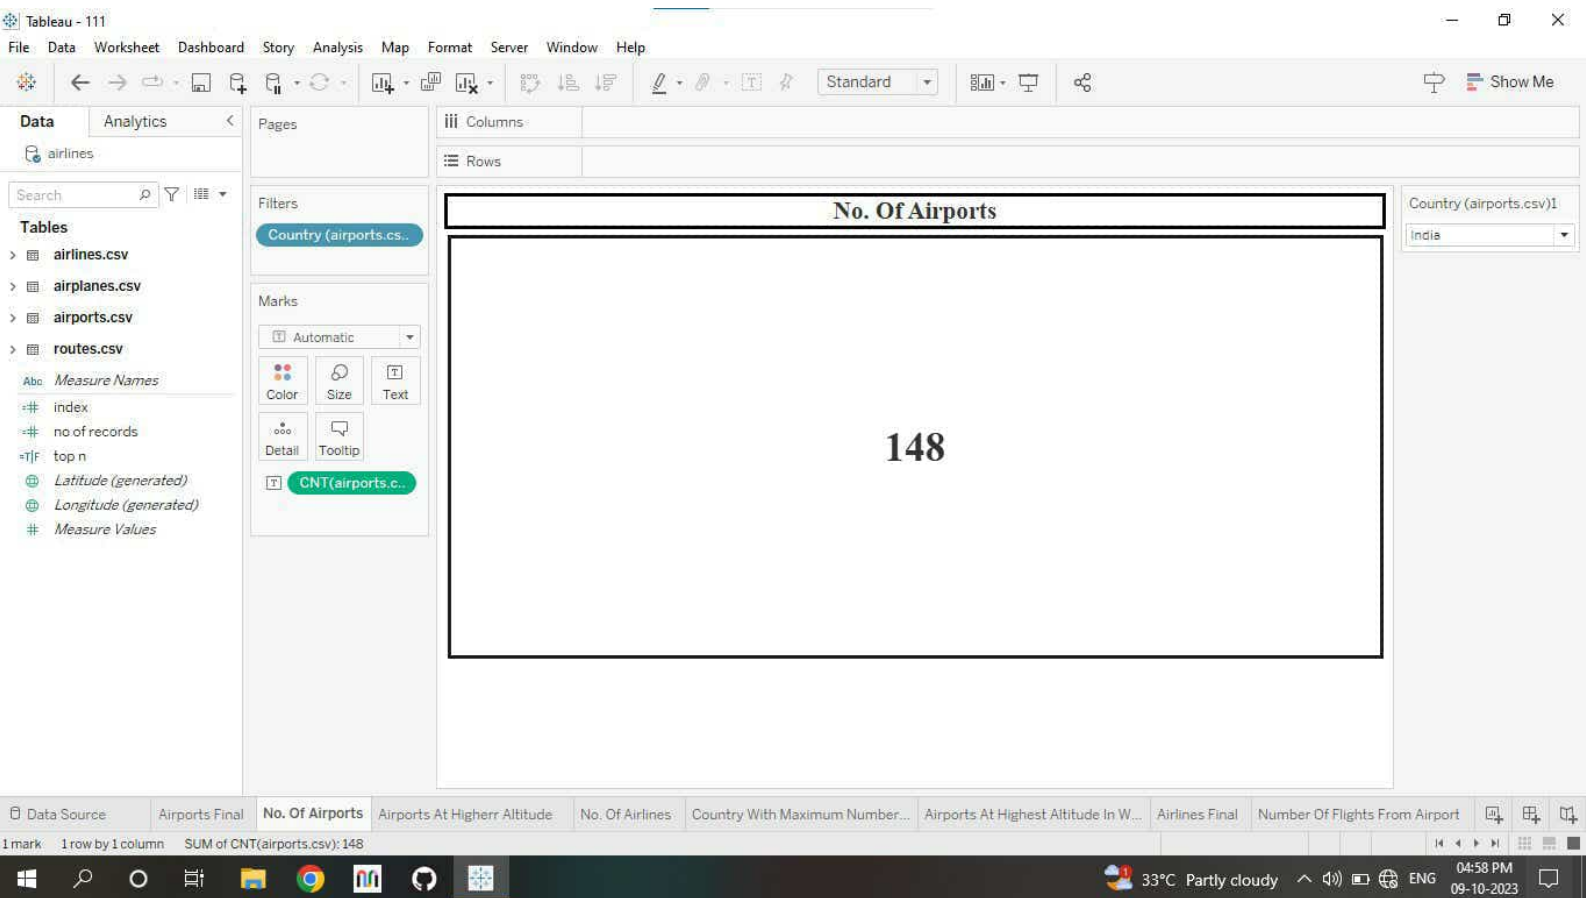 Tableau - 111
File Data Worksheet Dashboard Story Analysis Map Format Server Window Help
Standard
Show Me
Data Analytics
airlines
Search
Tables
airlines.csv
airplanes.csv
airports.csv
routes.csv
Abc Measure Names
=# index
=# no of records
=T|F top n
Latitude (generated)
Longitude (generated)
# Measure Values
Pages
Filters
Country (airports.cs..
Marks
Automatic
Color Size Text
Detail Tooltip
CNT(airports.c..
Columns
Rows
No. Of Airports
148
Country (airports.csv)1
India
Data Source Airports Final No. Of Airports Airports At Higherr Altitude No. Of Airlines Country With Maximum Number... Airports At Highest Altitude In W... Airlines Final Number Of Flights From Airport
1 mark 1 row by 1 column SUM of CNT(airports.csv): 148
1 33°C Partly cloudy ENG 04:58 PM
09-10-2023